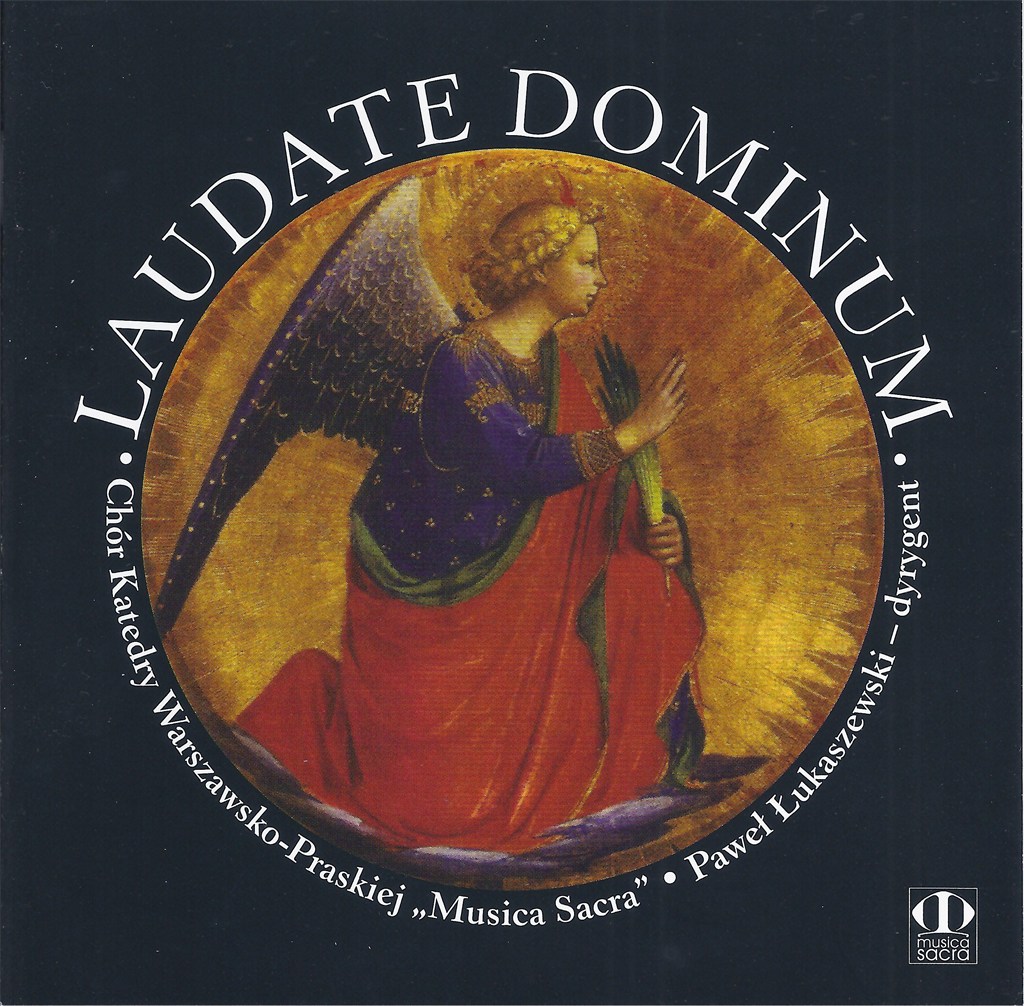 LAUDATE DOMINUM
Chór Katedry Warszawsko-Praskiej „Musica Sacra” • Paweł Łukaszewski – dyrygent
musica
sacra